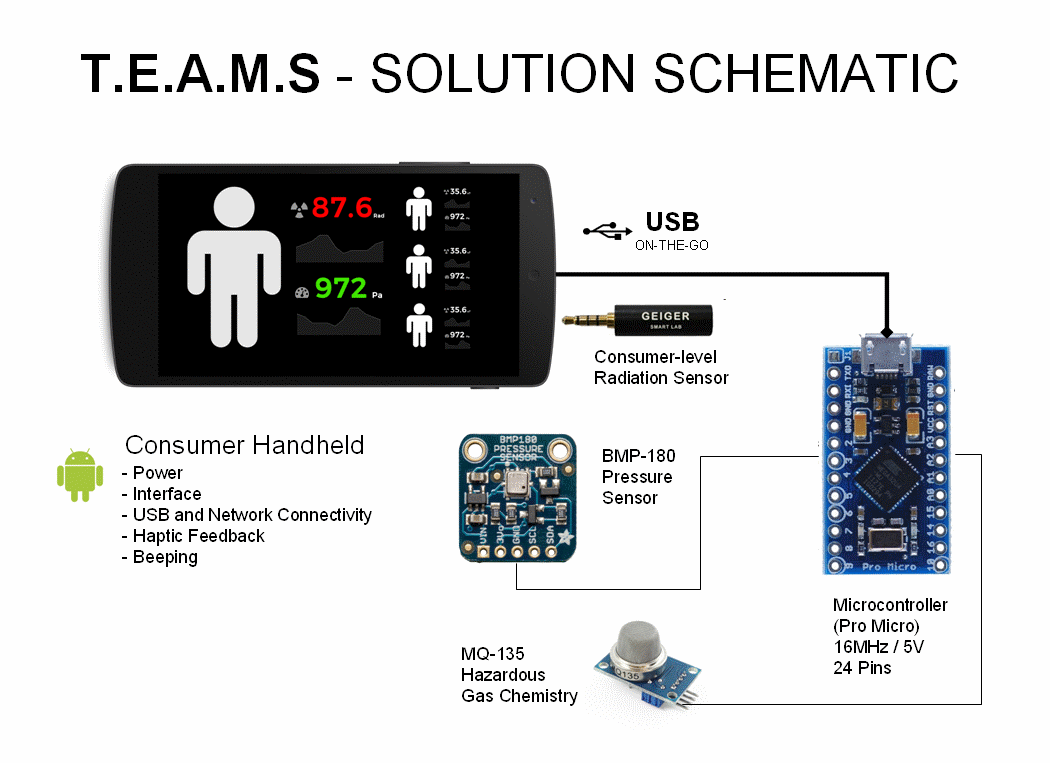 T.E.A.M.S - SOLUTION SCHEMATIC
87.6 Rad
972 Pa
35.6
972 Pa
35.6
972 Pa
35.6
972 Pa
USB
ON-THE-GO
GEIGER
SMART LAB
Consumer-level
Radiation Sensor
Consumer Handheld
- Power
- Interface
- USB and Network Connectivity
- Haptic Feedback
- Beeping
BMP180
PRESSURE
SENSOR
VIN 3Vo GND SCL SDA
BMP-180
Pressure
Sensor
J1
TXO RXI GND GND 2 3 4 5 6 7 8 9
RAW GND RST VCC A3 A2 A1 A0 15 14 16 10
Pro Micro
Microcontroller
(Pro Micro)
16MHz / 5V
24 Pins
MQ-135
Hazardous
Gas Chemistry
Q135